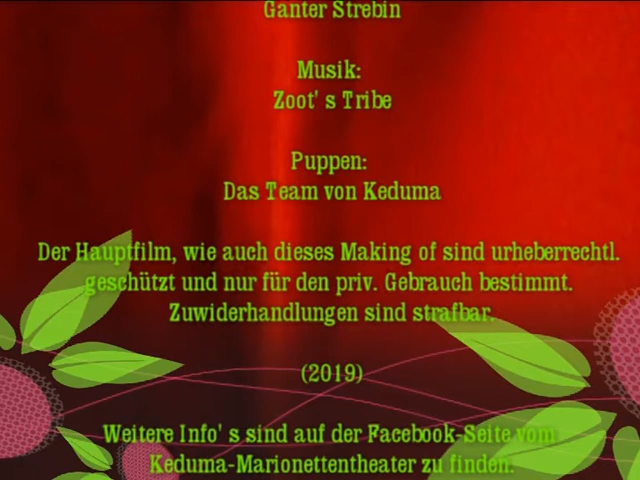 Ganter Strebin
Musik:
Zoot' s Tribe
Puppen:
Das Team von Keduma
Der Hauptfilm, wie auch dieses Making of sind urheberrechtl.
geschützt und nur für den priv. Gebrauch bestimmt.
Zuwiderhandlungen sind strafbar.
(2019)
Weitere Info' s sind auf der Facebook-Seite vom
Keduma-Marionettentheater zu finden.